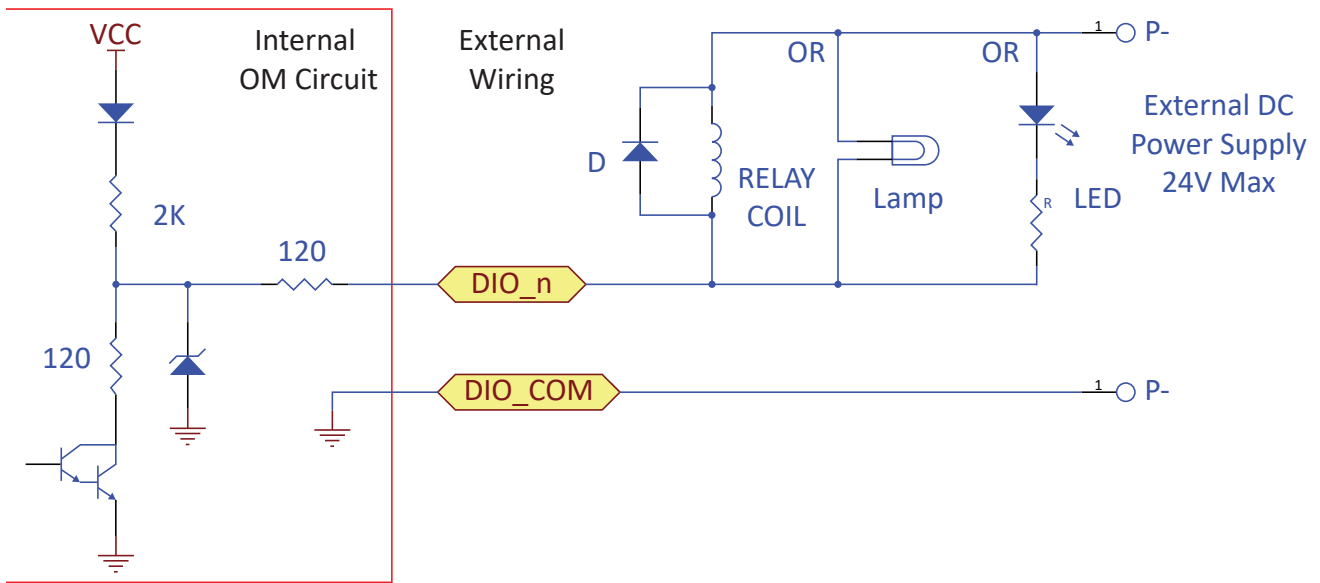 VCC
Internal
OM Circuit
External
Wiring
OR
OR
1
P-
External DC
Power Supply
24V Max
D
RELAY
COIL
Lamp
R
LED
2K
120
DIO_n
120
DIO_COM
1
P-